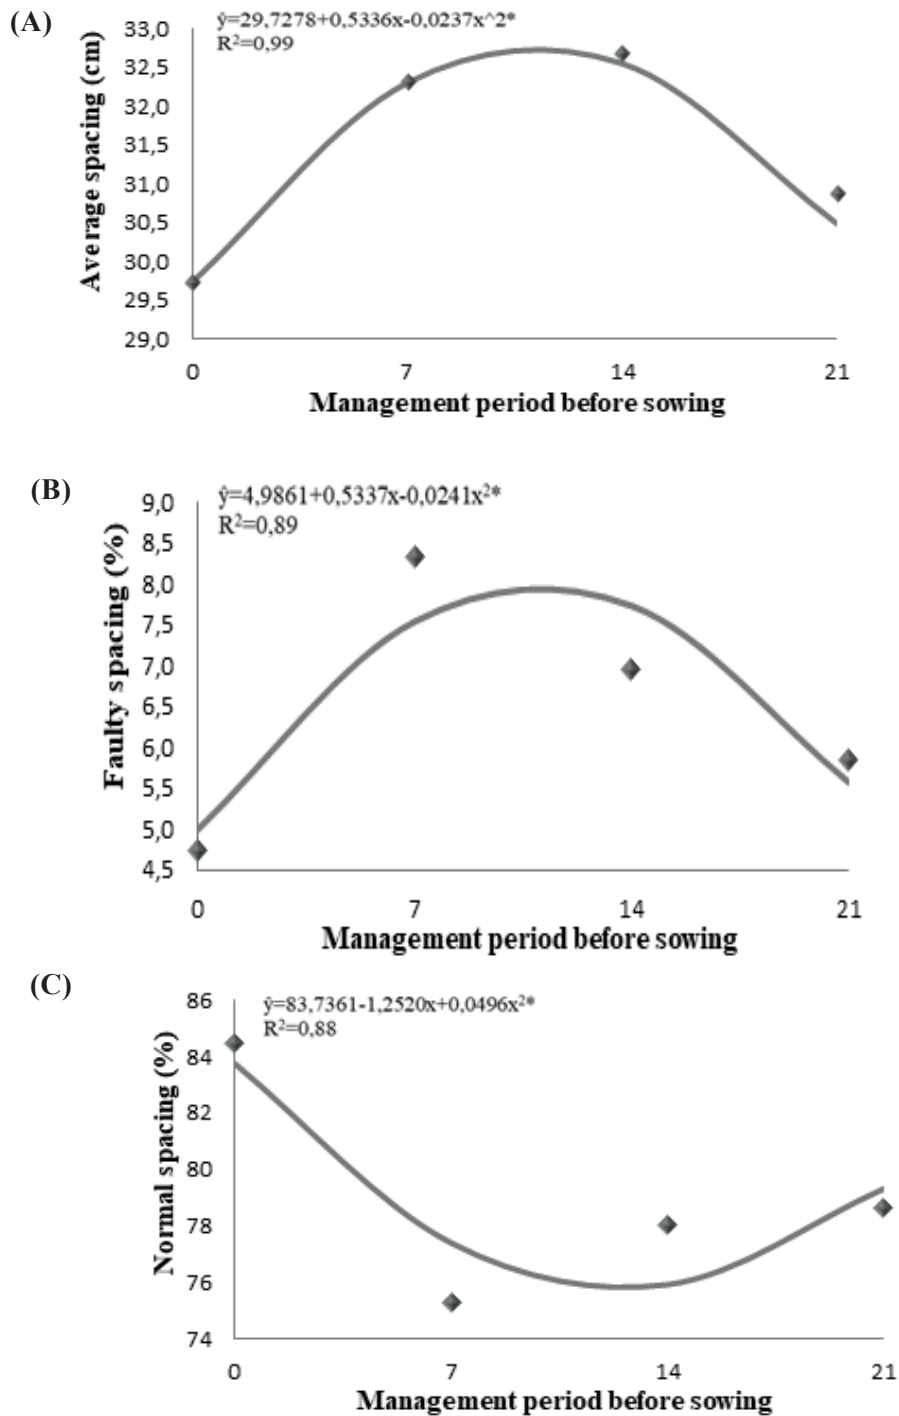 (A)
ŷ=29,7278+0,5336x-0,0237x^2*
R²=0,99
Average spacing (cm)
33,0
32,5
32,0
31,5
31,0
30,5
30,0
29,5
29,0
0 7 14 21
Management period before sowing
(B)
ŷ=4,9861+0,5337x-0,0241x²*
R²=0,89
Faulty spacing (%)
9,0
8,5
8,0
7,5
7,0
6,5
6,0
5,5
5,0
4,5
0 7 14 21
Management period before sowing
(C)
ŷ=83,7361-1,2520x+0,0496x²*
R²=0,88
Normal spacing (%)
86
84
82
80
78
76
74
0 7 14 21
Management period before sowing